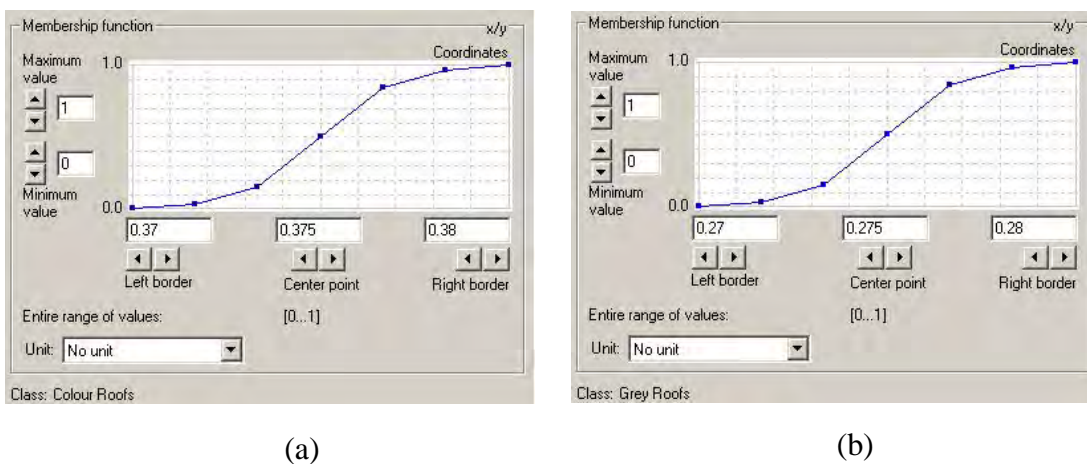 Membership function
x/y
Coordinates
Maximum
value
1.0
1
0
Minimum
value
0.0
0.37
0.375
0.38
Left border
Center point
Right border
Entire range of values:
[0...1]
Unit: No unit
Class: Colour Roofs
(a)
Membership function
x/y
Coordinates
Maximum
value
1.0
1
0
Minimum
value
0.0
0.27
0.275
0.28
Left border
Center point
Right border
Entire range of values:
[0...1]
Unit: No unit
Class: Grey Roofs
(b)